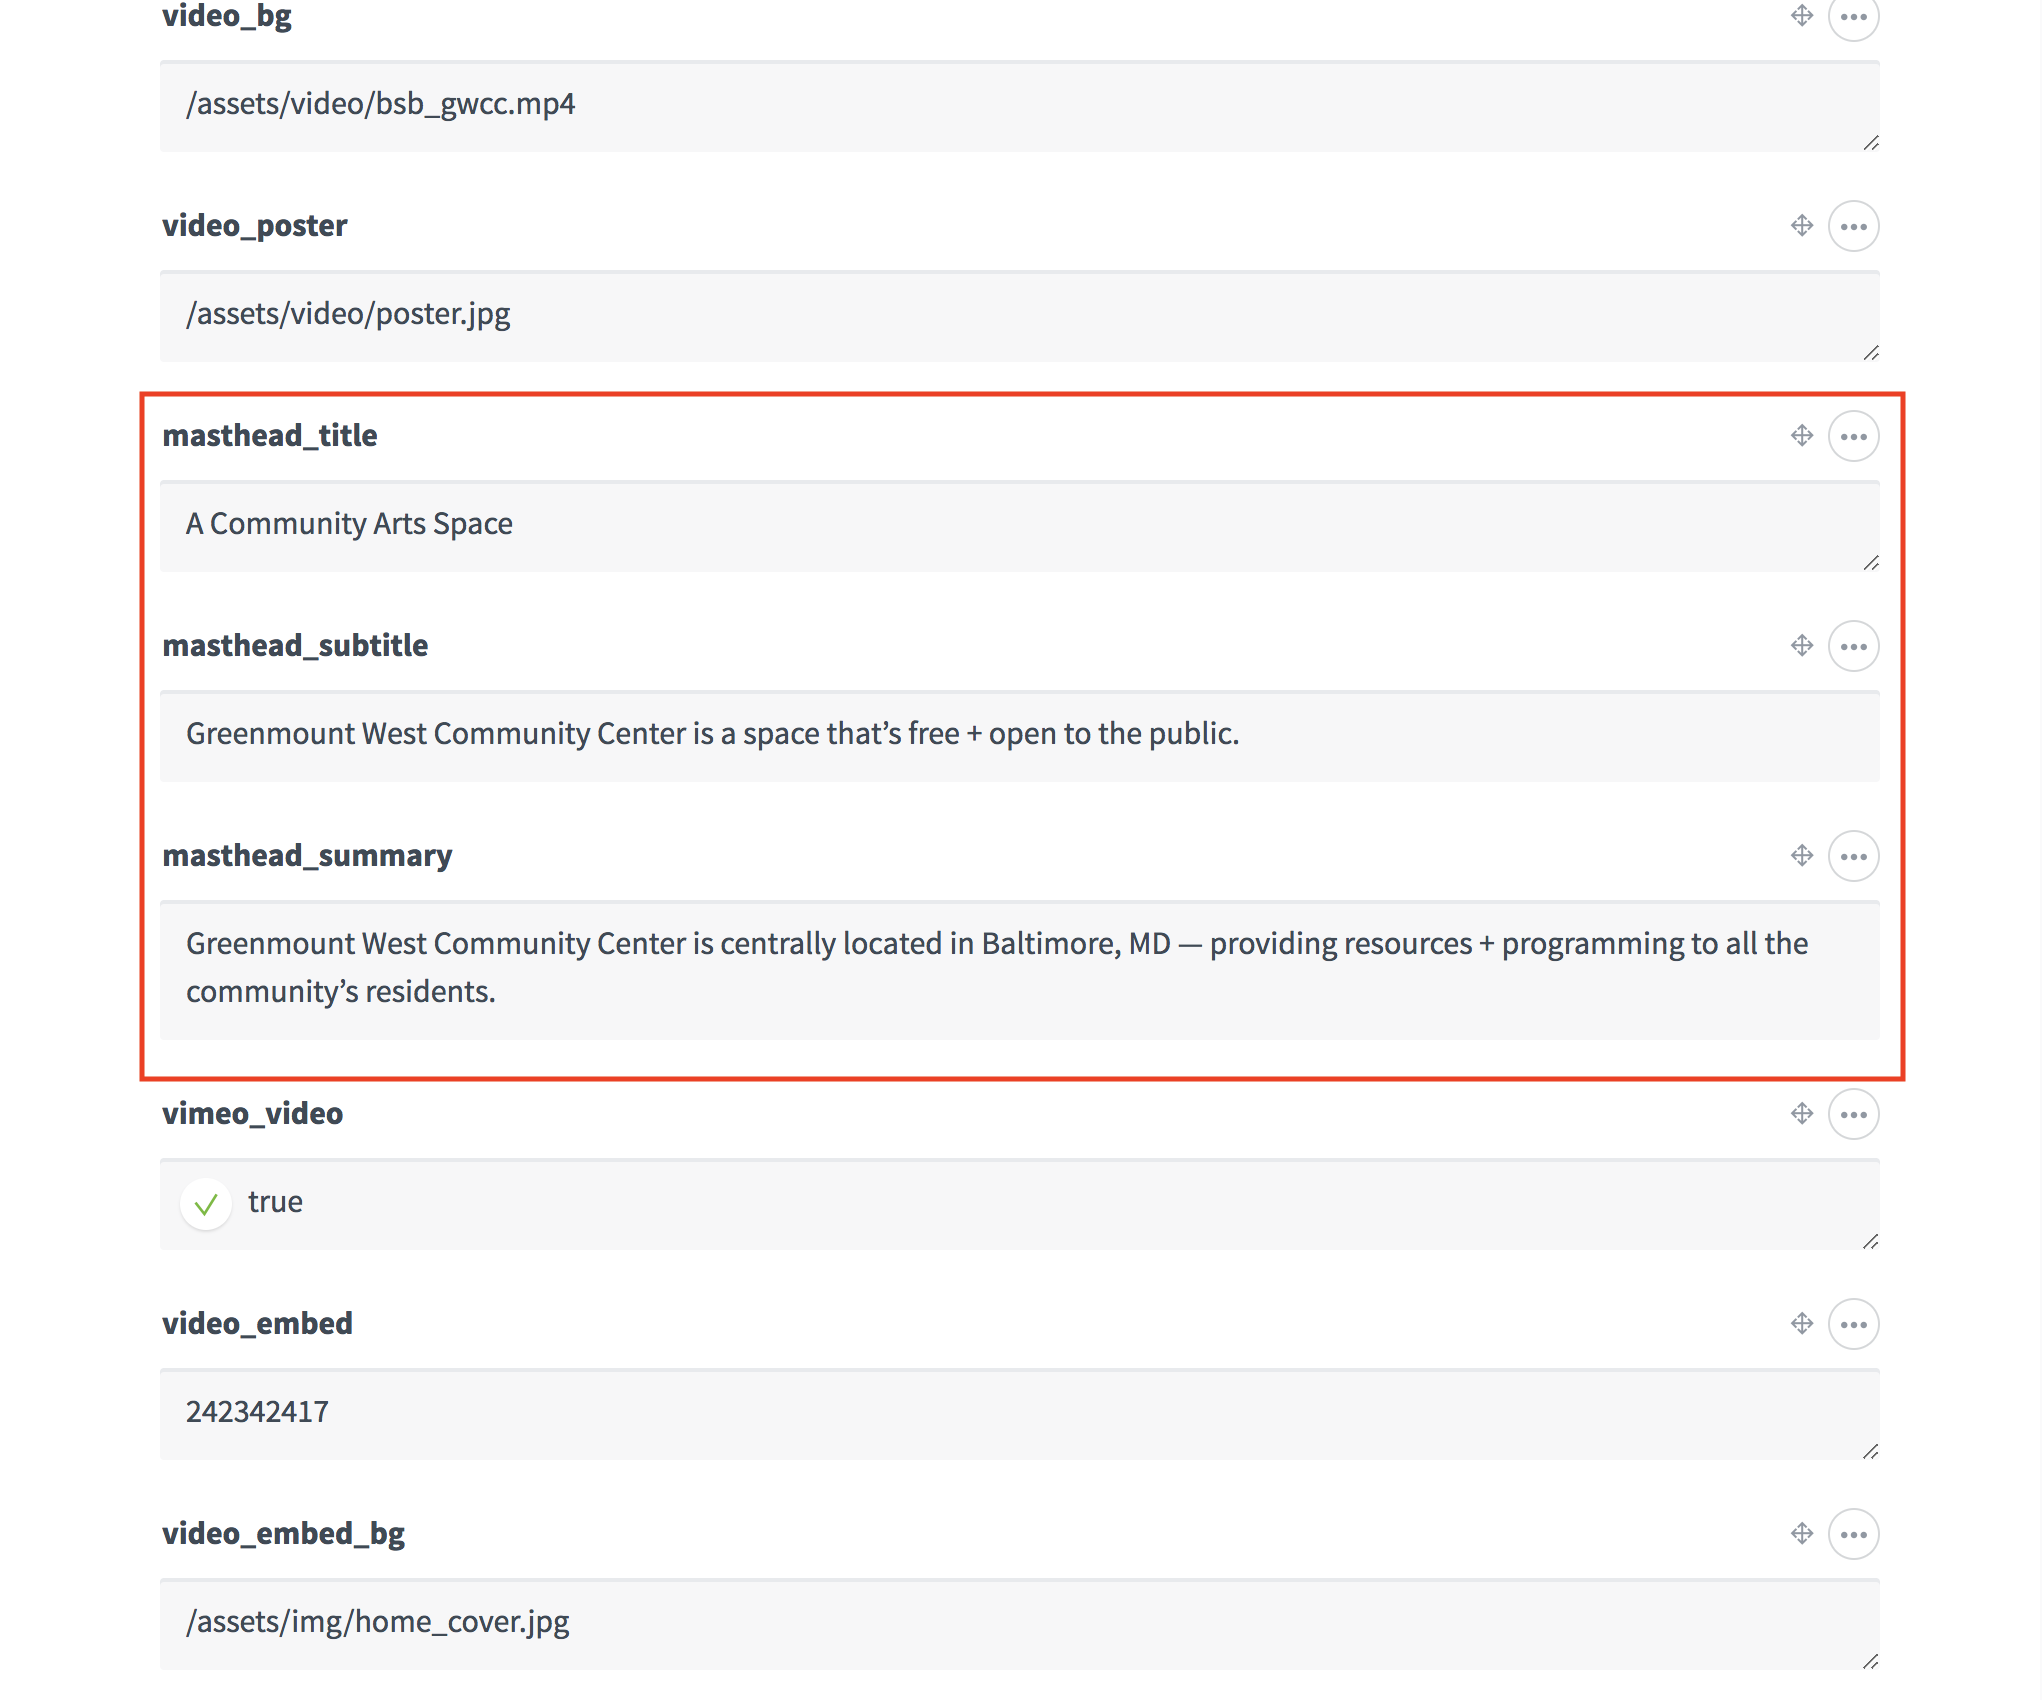 video_bg
/assets/video/bsb_gwcc.mp4
video_poster
/assets/video/poster.jpg
masthead_title
A Community Arts Space
masthead_subtitle
Greenmount West Community Center is a space that’s free + open to the public.
masthead_summary
Greenmount West Community Center is centrally located in Baltimore, MD — providing resources + programming to all the
community’s residents.
vimeo_video
true
video_embed
242342417
video_embed_bg
/assets/img/home_cover.jpg